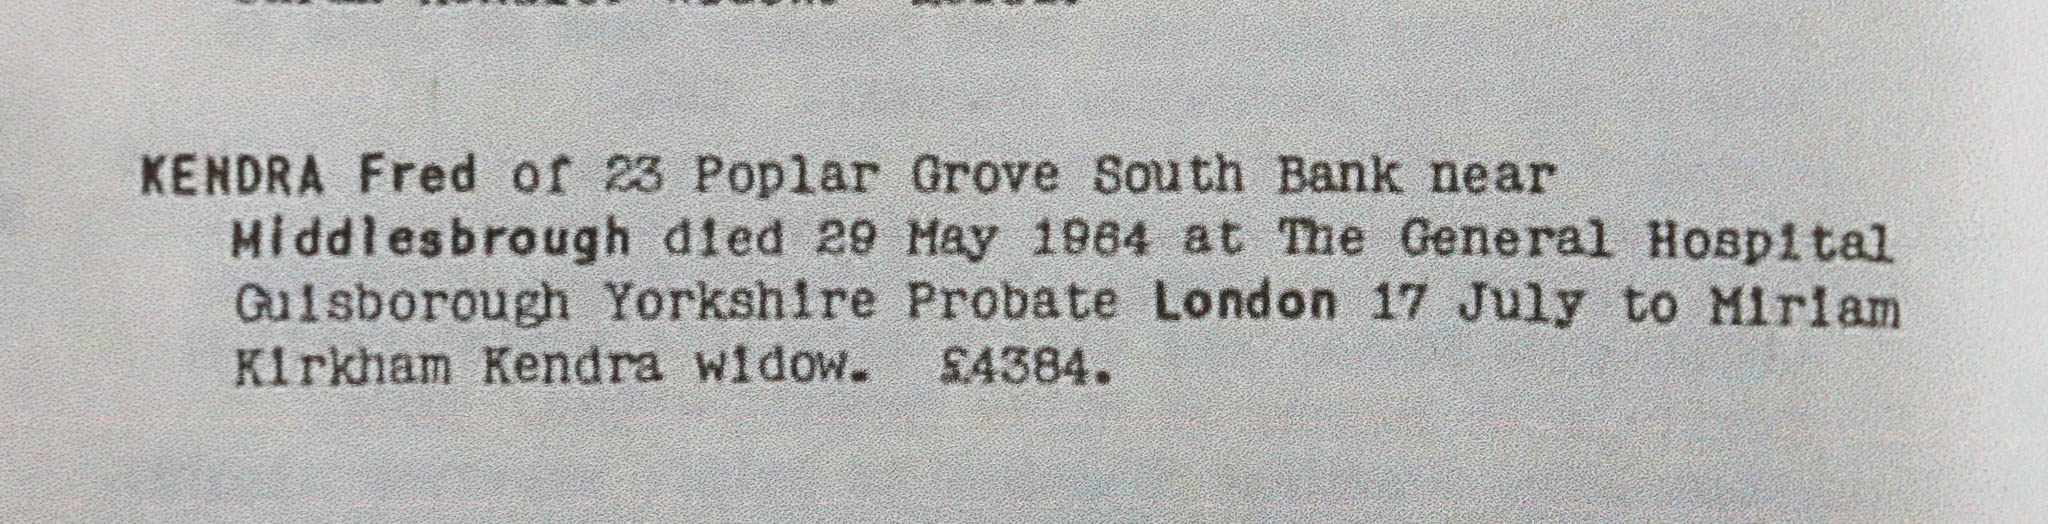 KENDRA Fred of 23 Poplar Grove South Bank near
Middlesbrough died 29 May 1964 at The General Hospital
Guisborough Yorkshire Probate London 17 July to Miriam
Kirkham Kendra widow. £4384.